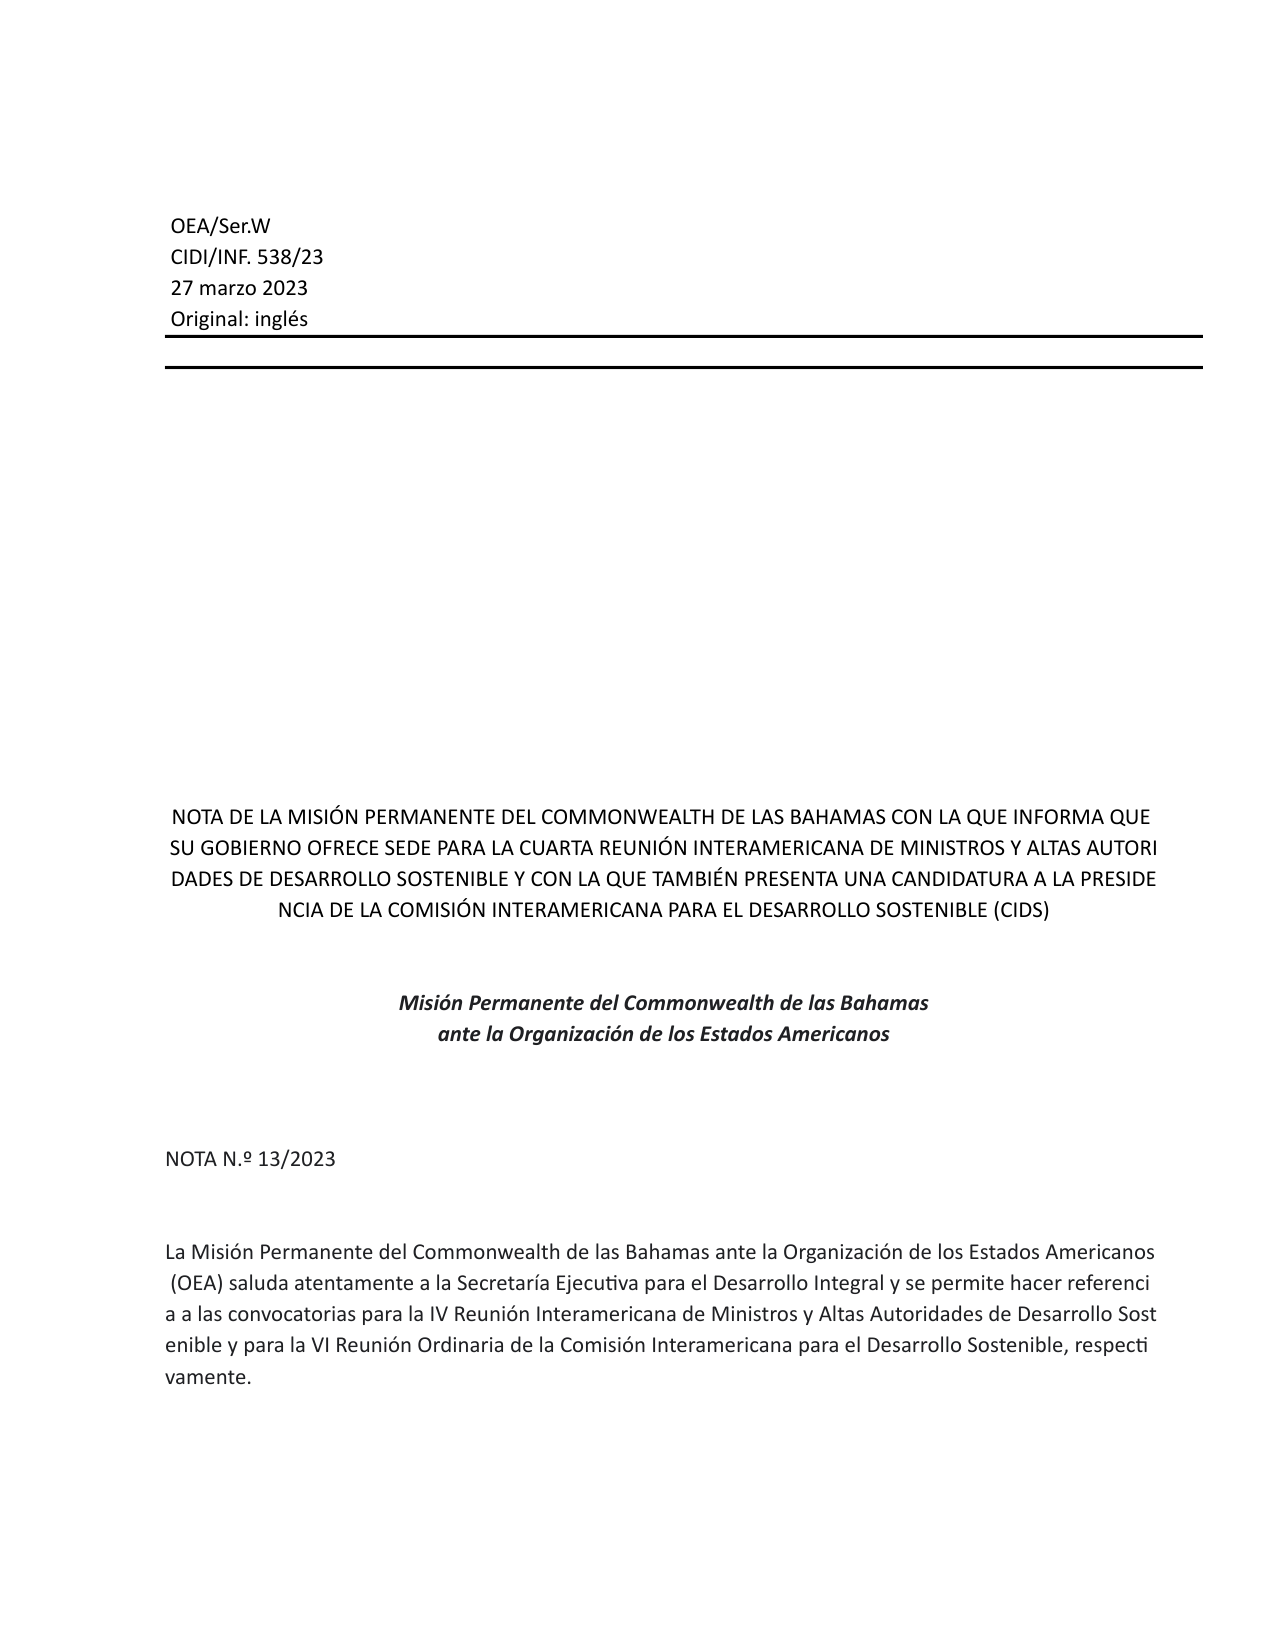 OEA/Ser.W
CIDI/INF. 538/23
27 marzo 2023
Original: inglés
NOTA DE LA MISIÓN PERMANENTE DEL COMMONWEALTH DE LAS BAHAMAS CON LA QUE INFORMA QUE
SU GOBIERNO OFRECE SEDE PARA LA CUARTA REUNIÓN INTERAMERICANA DE MINISTROS Y ALTAS AUTORI
DADES DE DESARROLLO SOSTENIBLE Y CON LA QUE TAMBIÉN PRESENTA UNA CANDIDATURA A LA PRESIDE
NCIA DE LA COMISIÓN INTERAMERICANA PARA EL DESARROLLO SOSTENIBLE (CIDS)
Misión Permanente del Commonwealth de las Bahamas
ante la Organización de los Estados Americanos
NOTA N.º 13/2023
La Misión Permanente del Commonwealth de las Bahamas ante la Organización de los Estados Americanos
(OEA) saluda atentamente a la Secretaría Ejecutiva para el Desarrollo Integral y se permite hacer referenci
a a las convocatorias para la IV Reunión Interamericana de Ministros y Altas Autoridades de Desarrollo Sost
enible y para la VI Reunión Ordinaria de la Comisión Interamericana para el Desarrollo Sostenible, respecti
vamente.